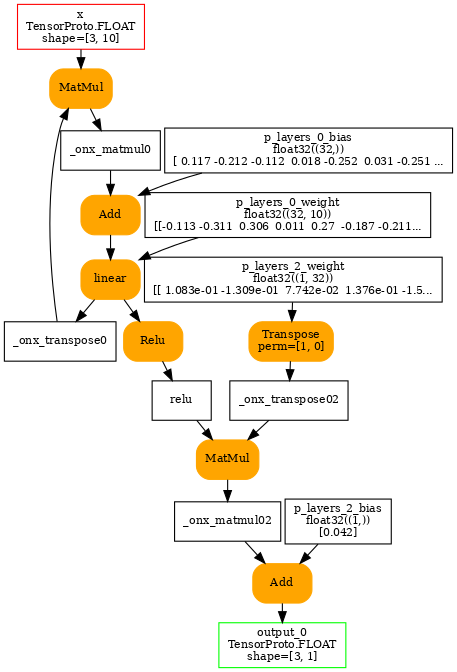 x
TensorProto.FLOAT
shape=[3, 10]
MatMul
_onx_matmul0
p_layers_0_bias
float32((32,))
[ 0.117 -0.212 -0.112  0.018 -0.252  0.031 -0.251 ...
Add
p_layers_0_weight
float32((32, 10))
[[-0.113 -0.311  0.306  0.011  0.27  -0.187 -0.211...
linear
p_layers_2_weight
float32((1, 32))
[[ 1.083e-01 -1.309e-01  7.742e-02  1.376e-01 -1.5...
_onx_transpose0
Relu
Transpose
perm=[1, 0]
relu
_onx_transpose02
MatMul
_onx_matmul02
p_layers_2_bias
float32((1,))
[0.042]
Add
output_0
TensorProto.FLOAT
shape=[3, 1]